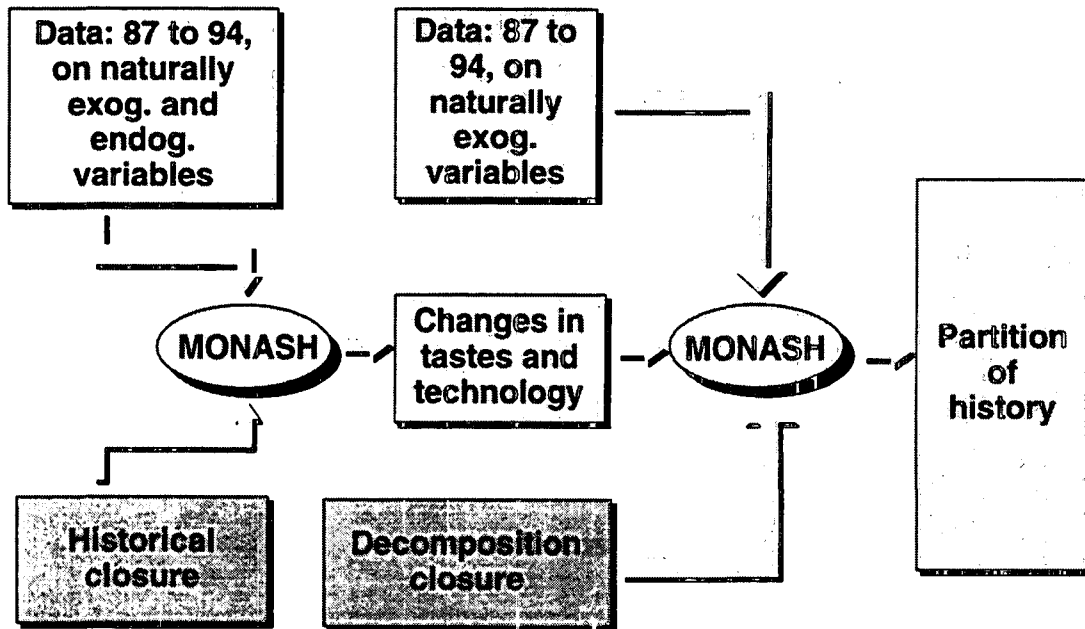 Data: 87 to 94,
on naturally
exog. and
endog.
variables
Data: 87 to
94, on
naturally
exog.
variables
MONASH
Changes in
tastes and
technology
MONASH
Partition
of
history
Historical
closure
Decomposition
closure